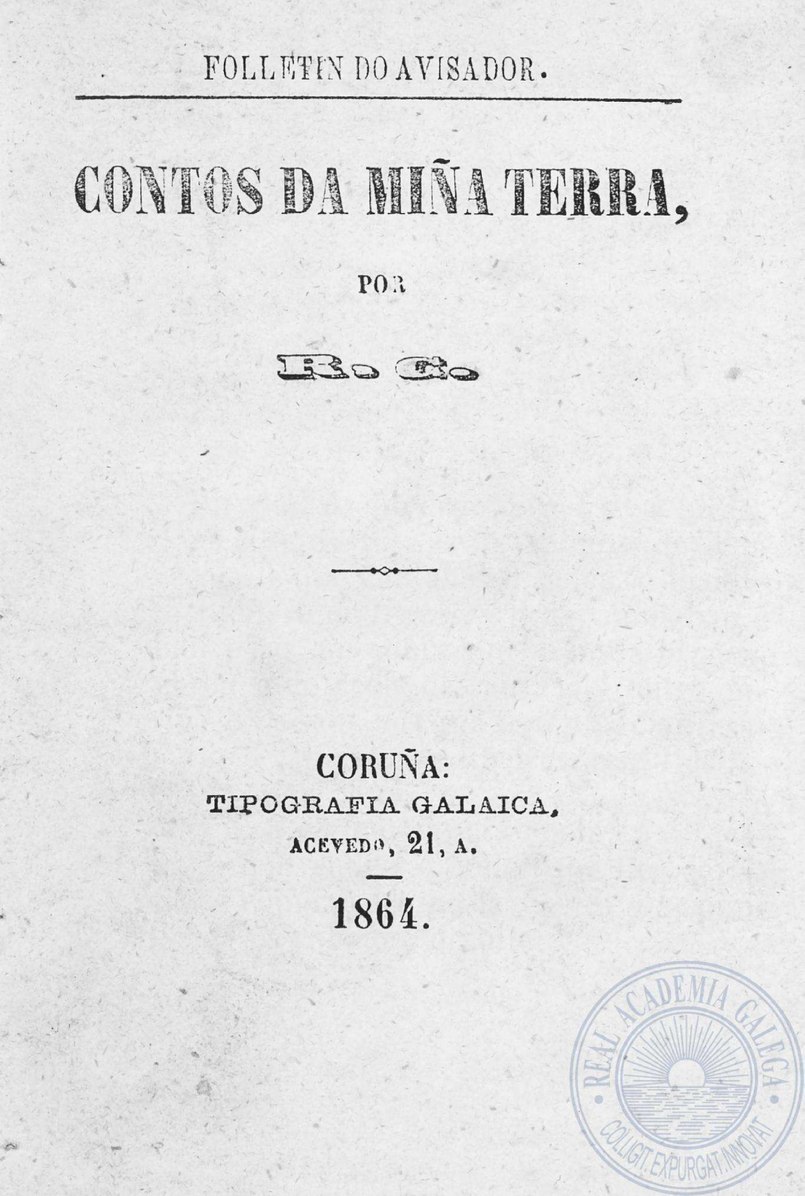 FOLLETIN DO AVISADOR.
CONTOS DA MIÑA TERRA,
POR
R. C.
CORUÑA:
TIPOGRAFIA GALAICA,
ACEVEDO, 21, A.
1864.
REAL ACADEMIA GALEGA
COLLIGIT. EXPURGAT. INNOVAT